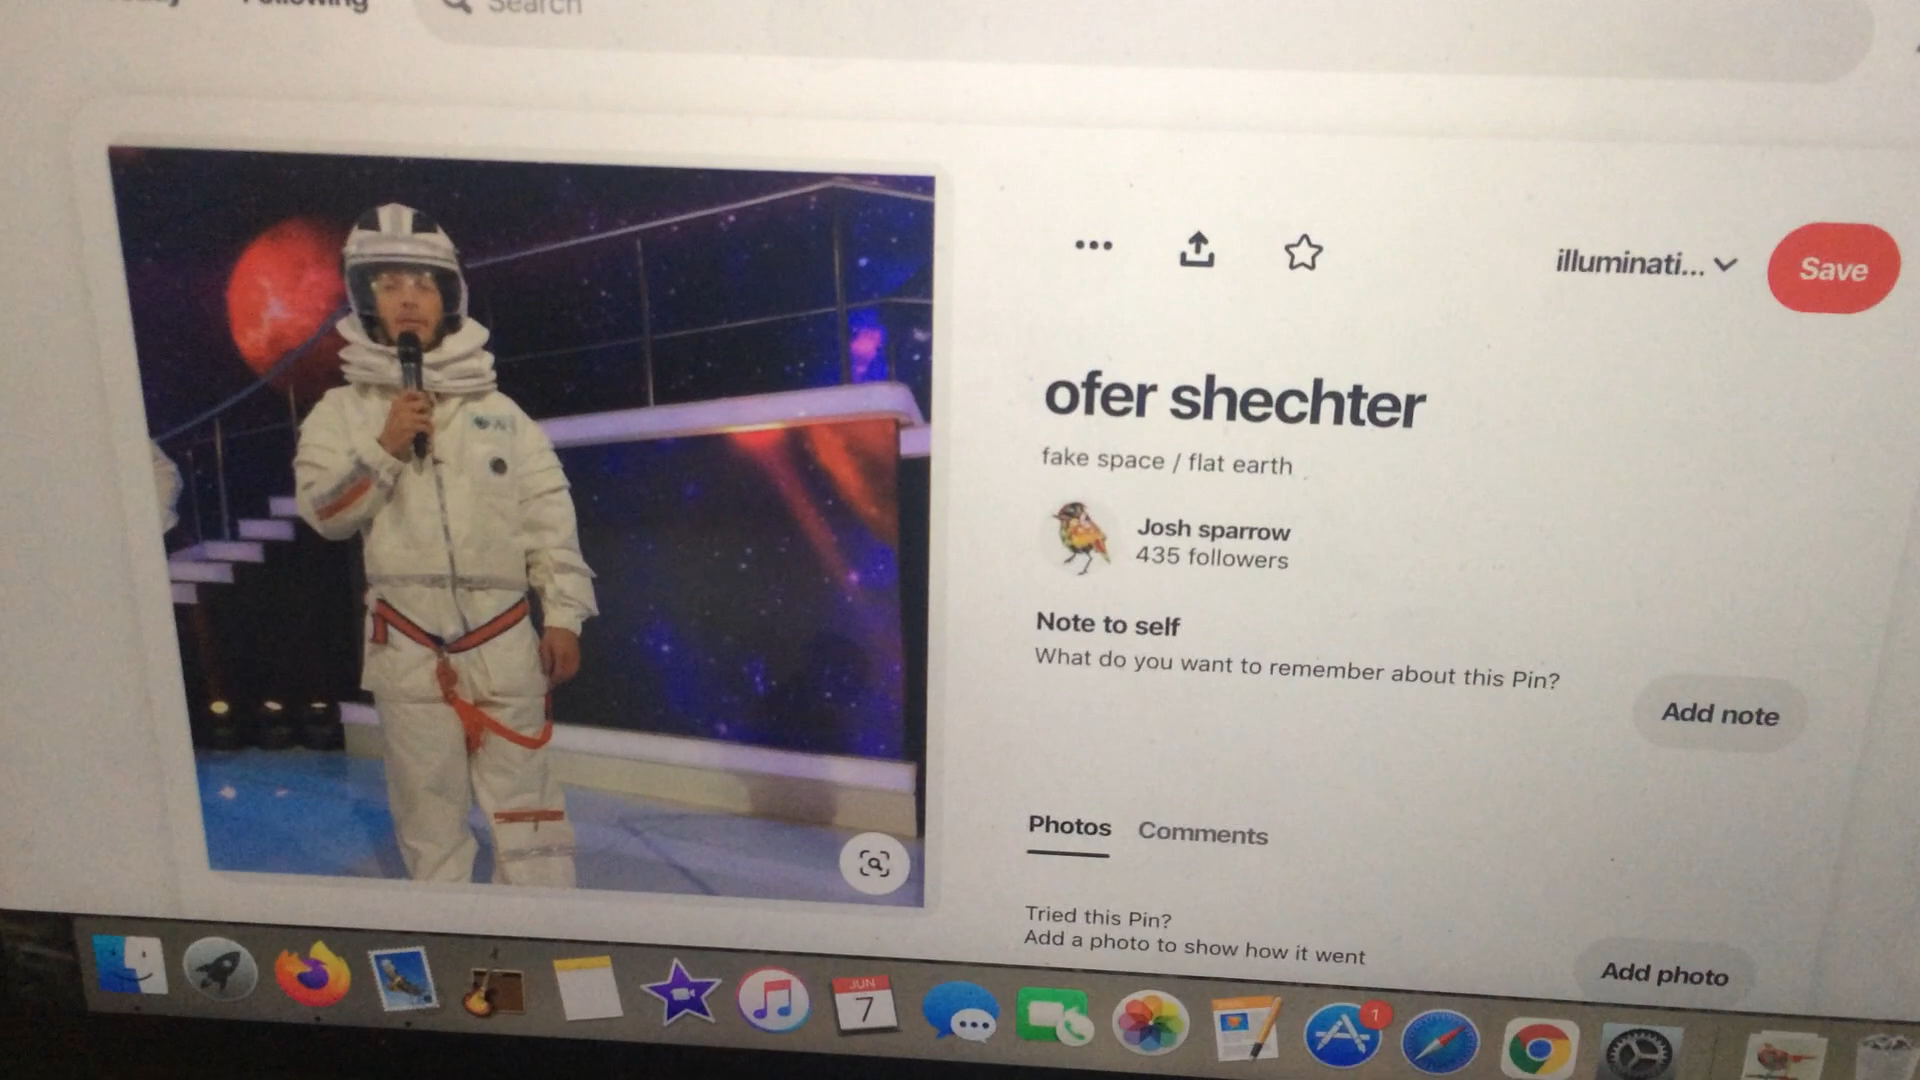 Following
Search
illuminati...
Save
ofer shechter
fake space / flat earth
Josh sparrow
435 followers
Note to self
What do you want to remember about this Pin?
Add note
Photos Comments
Tried this Pin?
Add a photo to show how it went
Add photo
JUN
7
1